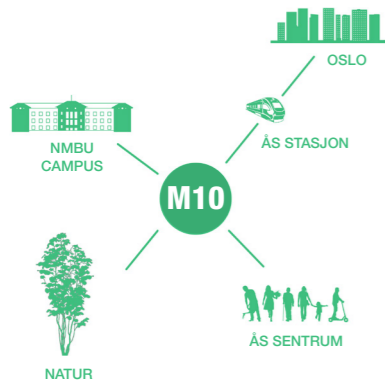 OSLO
ÅS STASJON
NMBU
CAMPUS
M10
ÅS SENTRUM
NATUR